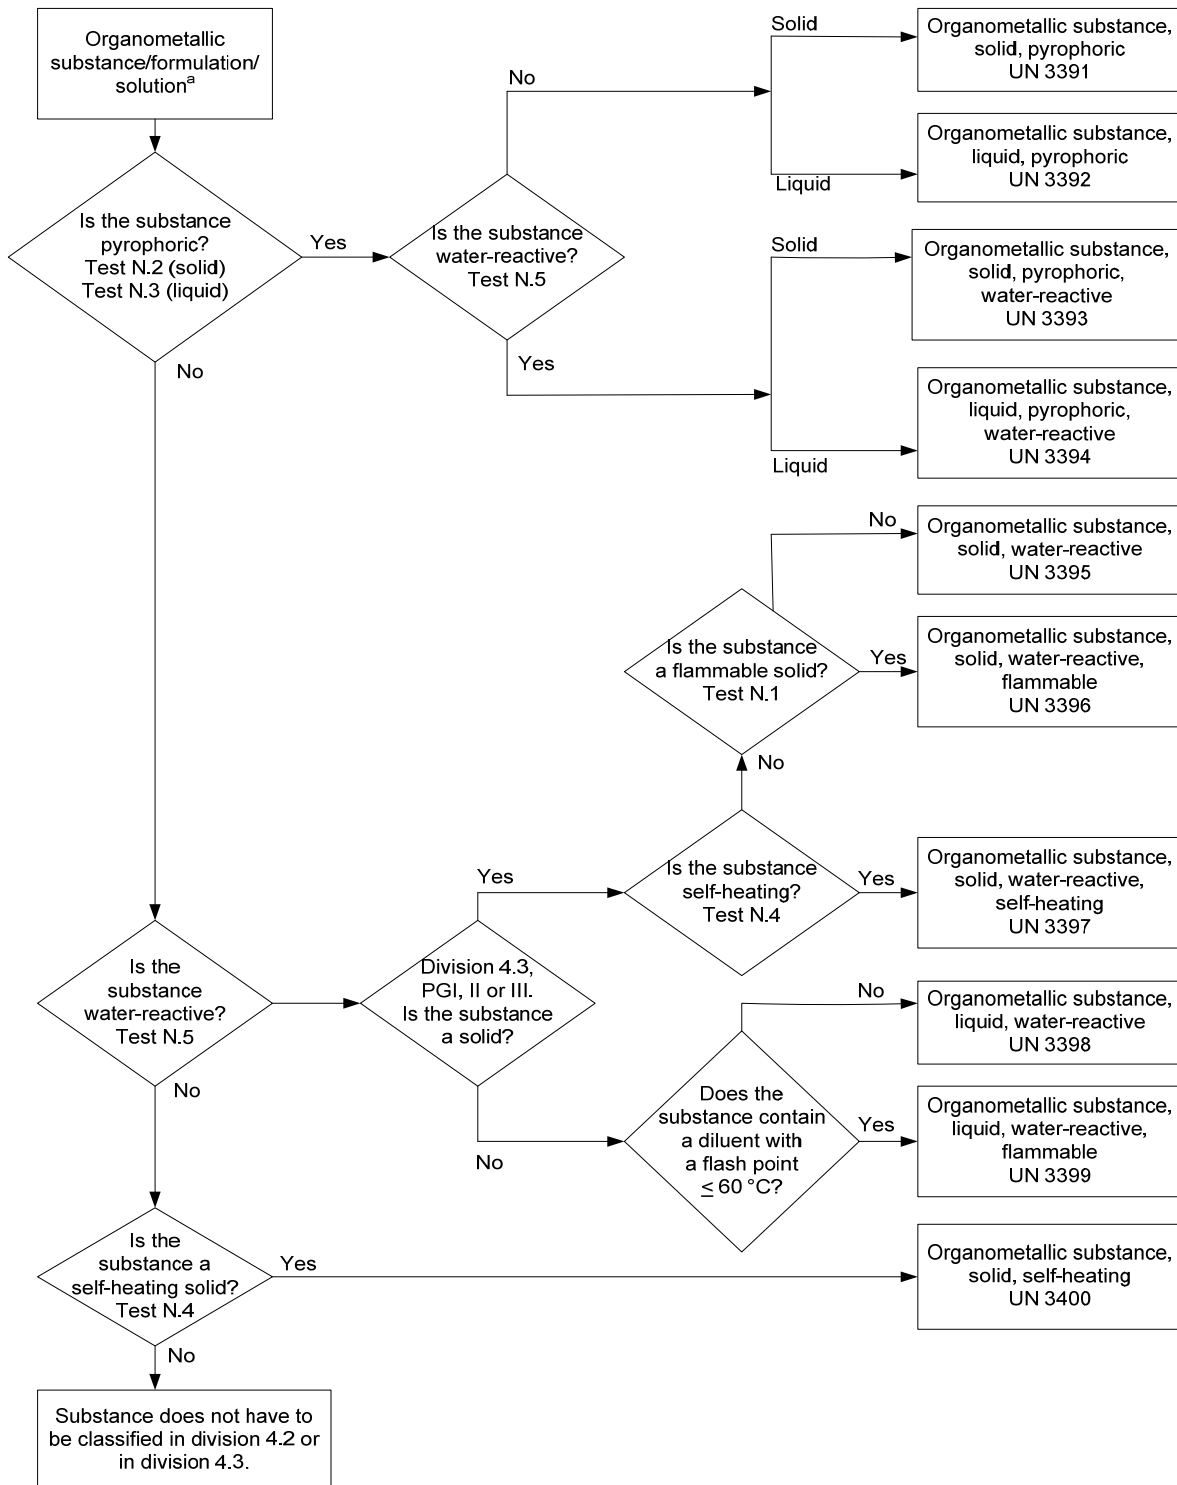 Organometallic
substance/formulation/
solutionᵃ
Solid
Organometallic substance,
solid, pyrophoric
UN 3391
No
Organometallic substance,
liquid, pyrophoric
UN 3392
Liquid
Is the substance
pyrophoric?
Test N.2 (solid)
Test N.3 (liquid)
Yes
Is the substance
water-reactive?
Test N.5
Solid
Organometallic substance,
solid, pyrophoric,
water-reactive
UN 3393
No
Yes
Organometallic substance,
liquid, pyrophoric,
water-reactive
UN 3394
Liquid
No
Organometallic substance,
solid, water-reactive
UN 3395
Is the substance
a flammable solid?
Test N.1
Yes
Organometallic substance,
solid, water-reactive,
flammable
UN 3396
No
Yes
Is the substance
self-heating?
Test N.4
Yes
Organometallic substance,
solid, water-reactive,
self-heating
UN 3397
Is the
substance
water-reactive?
Test N.5
Division 4.3,
PGI, II or III.
Is the substance
a solid?
No
Organometallic substance,
liquid, water-reactive
UN 3398
No
No
Does the
substance contain
a diluent with
a flash point
≤ 60 °C?
Yes
Organometallic substance,
liquid, water-reactive,
flammable
UN 3399
Is the
substance a
self-heating solid?
Test N.4
Yes
Organometallic substance,
solid, self-heating
UN 3400
No
Substance does not have to
be classified in division 4.2 or
in division 4.3.